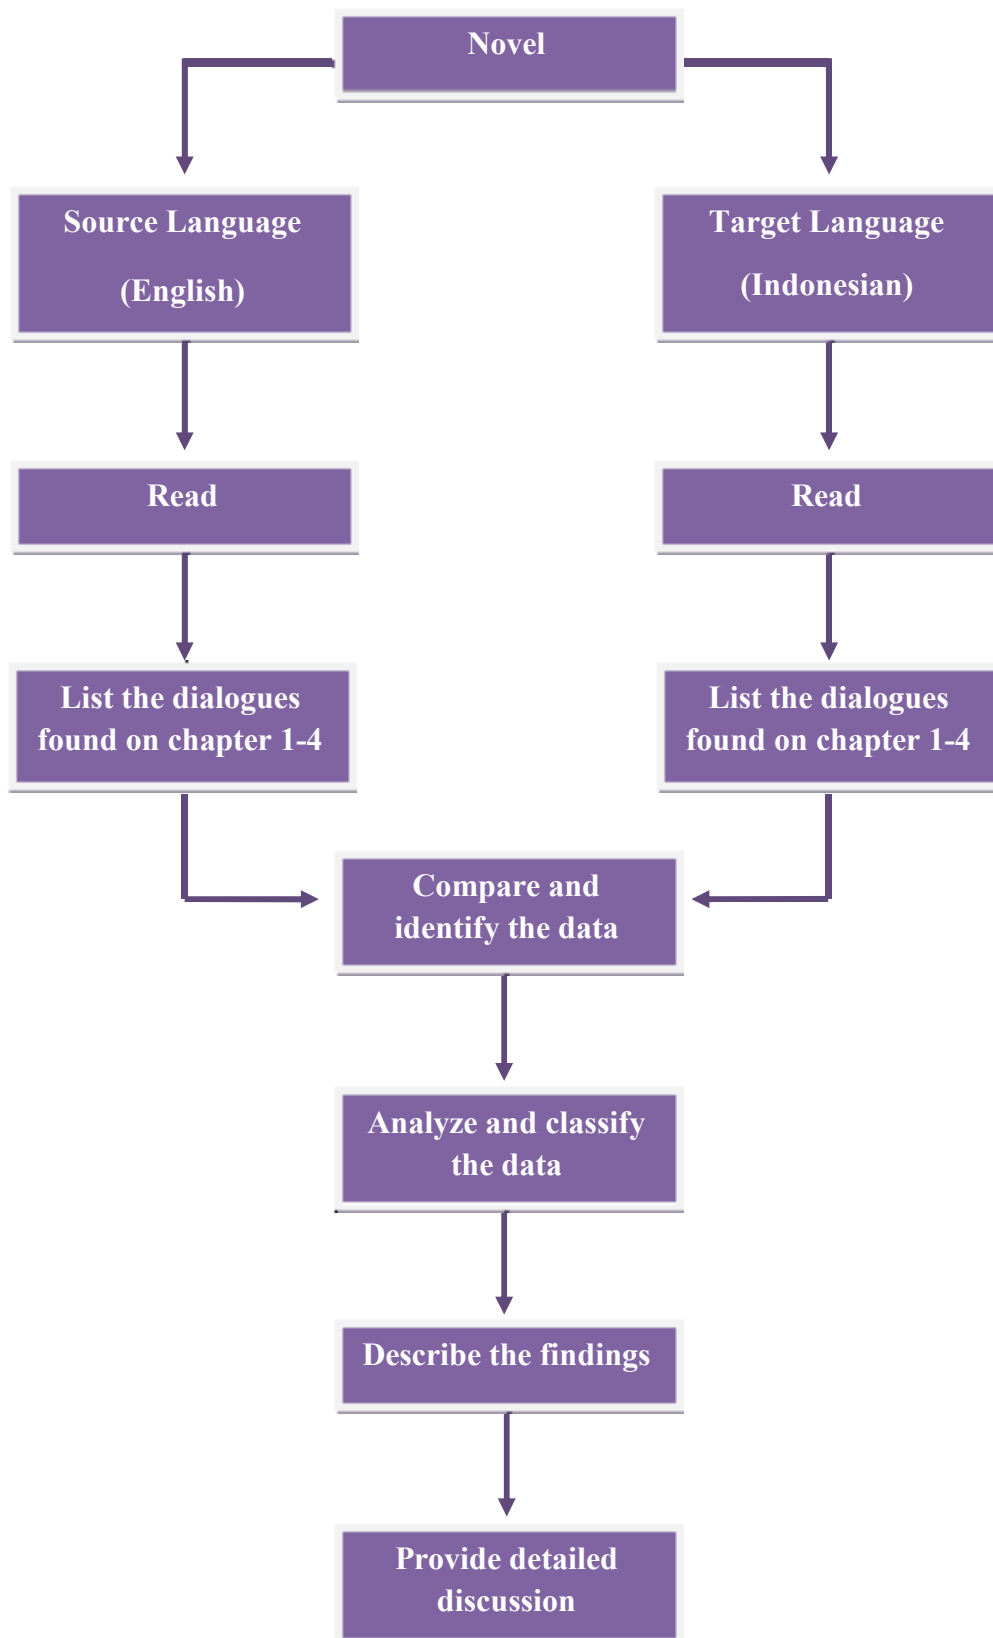 Novel
Source Language
(English)
Target Language
(Indonesian)
Read
Read
List the dialogues
found on chapter 1-4
List the dialogues
found on chapter 1-4
Compare and
identify the data
Analyze and classify
the data
Describe the findings
Provide detailed
discussion